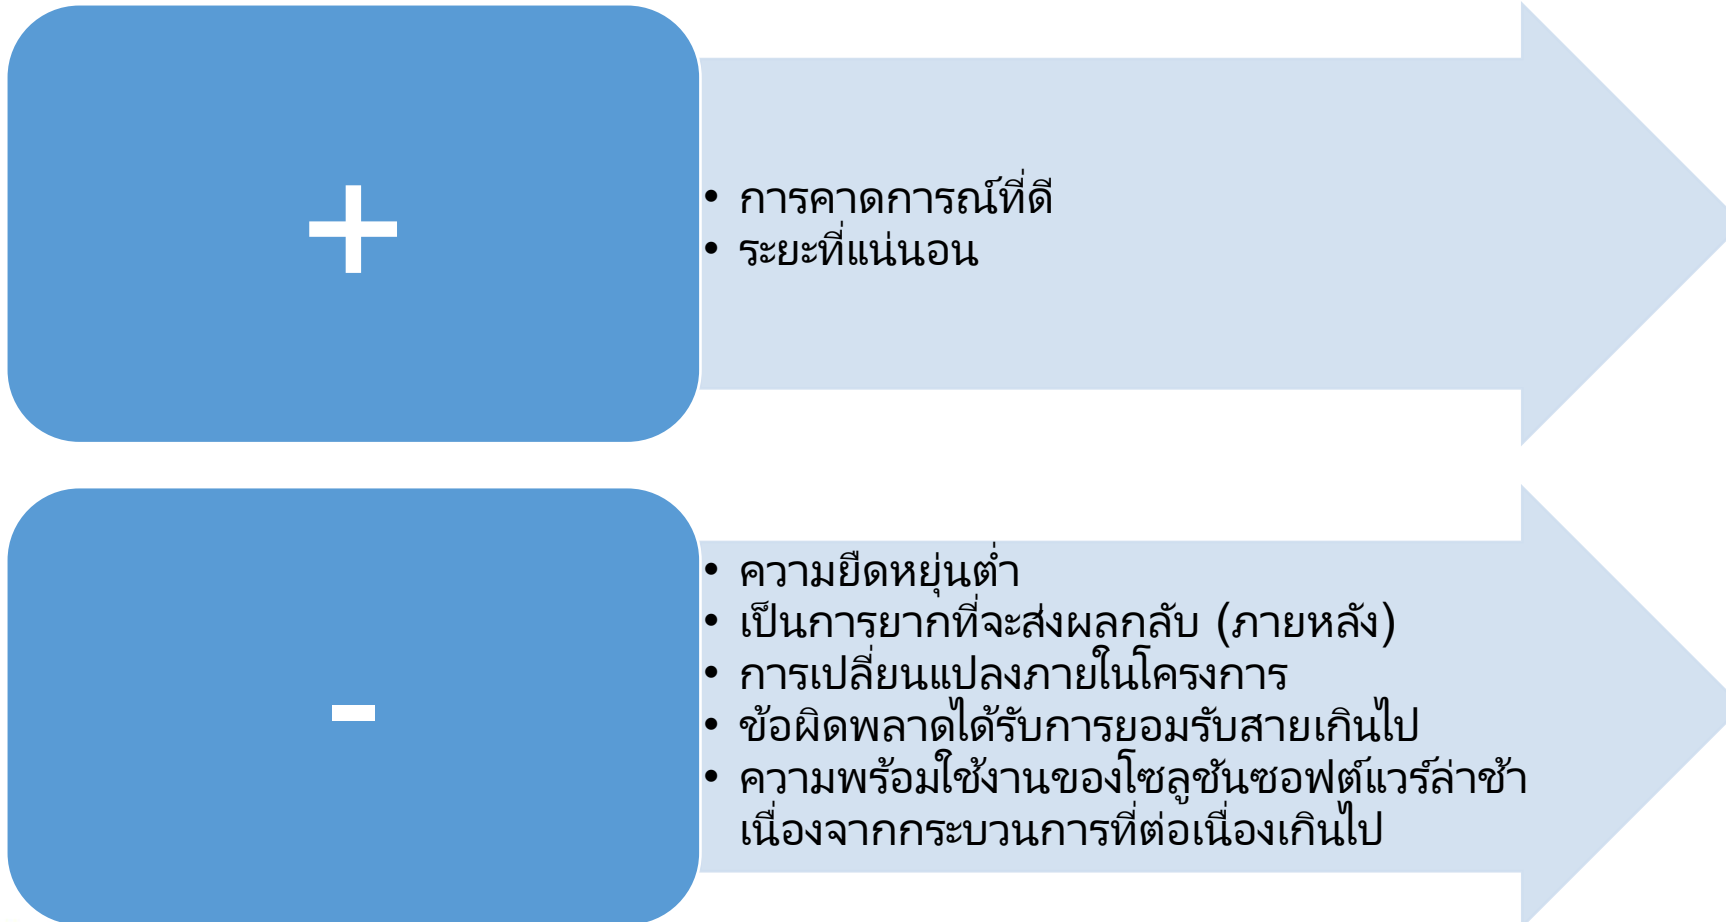 +
• การคาดการณ์ที่ดี
• ระยะที่แน่นอน
-
• ความยืดหยุ่นต่ำ
• เป็นการยากที่จะส่งผลกลับ (ภายหลัง)
• การเปลี่ยนแปลงภายในโครงการ
• ข้อผิดพลาดได้รับการยอมรับสายเกินไป
• ความพร้อมใช้งานของโซลูชันซอฟต์แวร์ล่าช้า
เนื่องจากกระบวนการที่ต่อเนื่องเกินไป